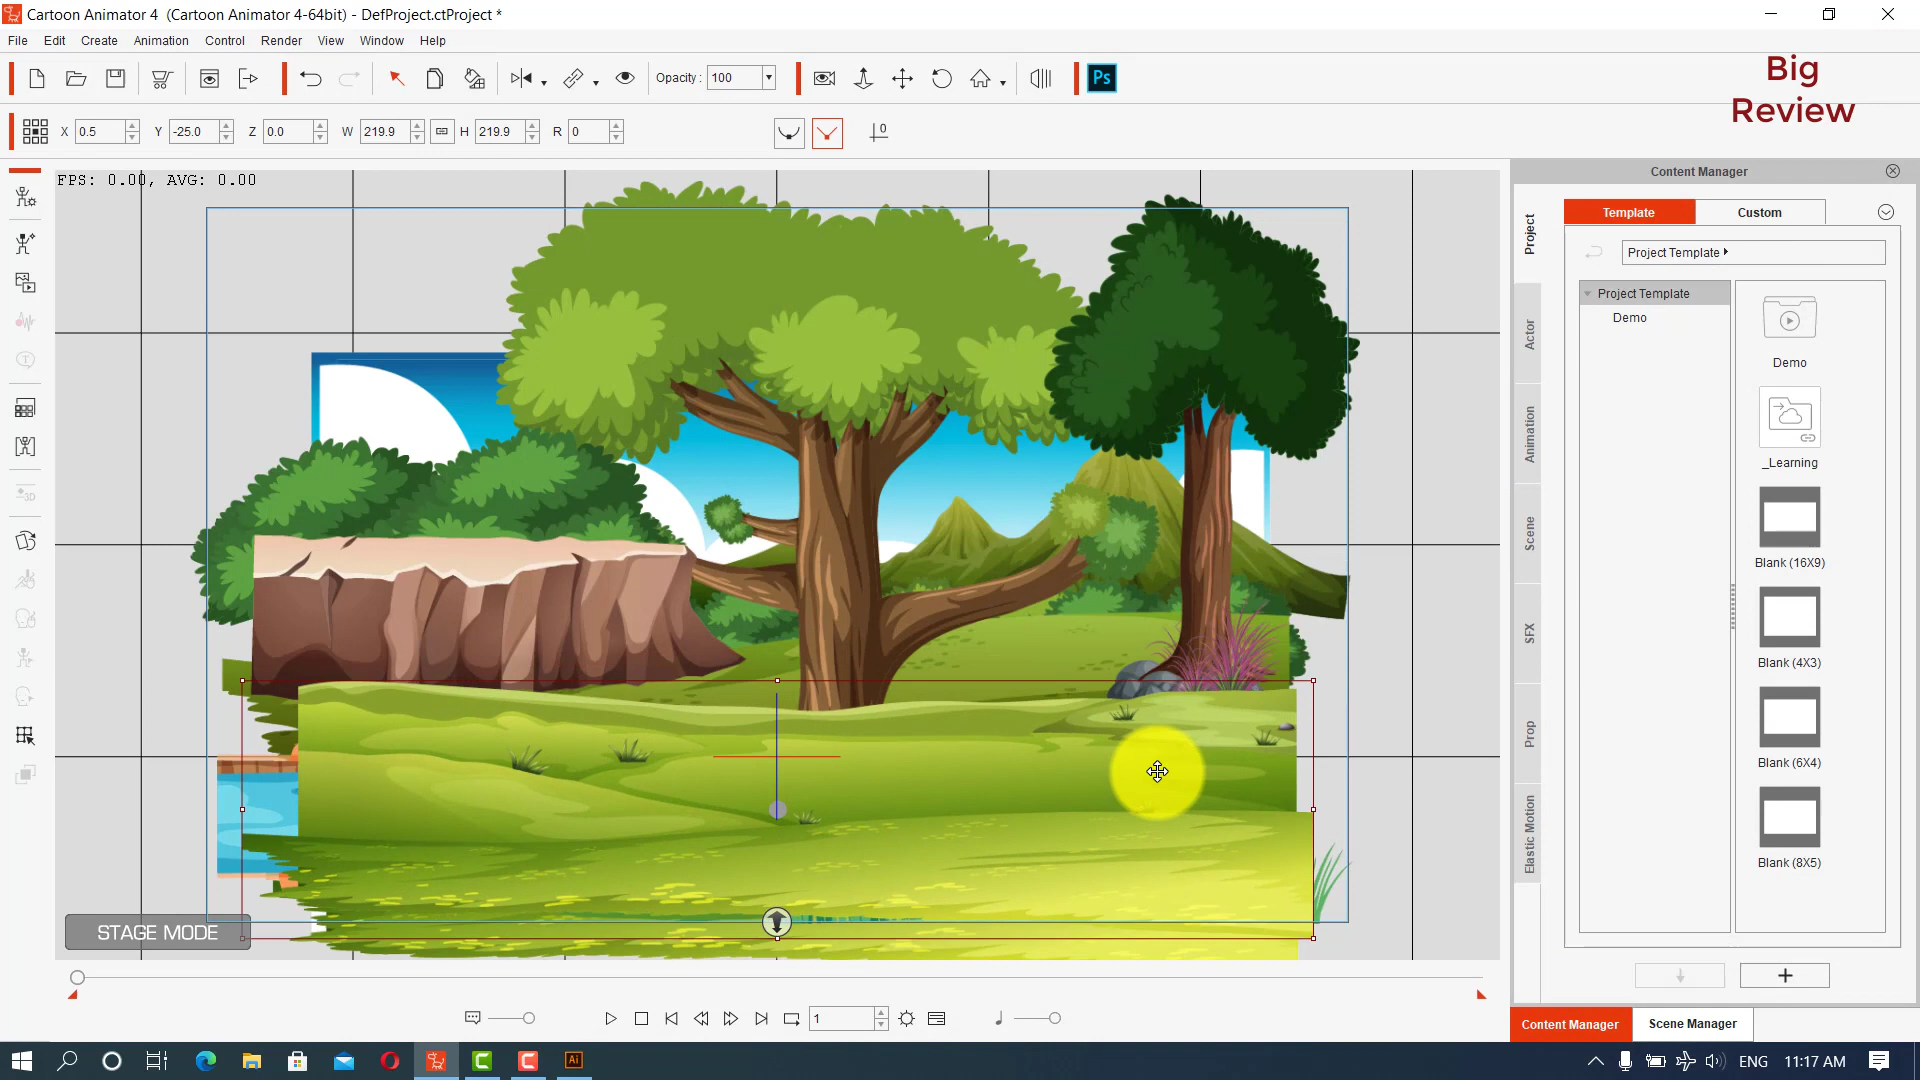 Cartoon Animator 4  (Cartoon Animator 4-64bit) - DefProject.ctProject *
File Edit Create Animation Control Render View Window Help
Opacity : 100
Ps
Big
Review
X 0.5 Y -25.0 Z 0.0 W 219.9 H 219.9 R 0
0
FPS: 0.00, AVG: 0.00
Content Manager
Template Custom
Project Template
Project Template
Demo
Demo
_Learning
Blank (16X9)
Blank (4X3)
Blank (6X4)
Blank (8X5)
Project
Actor
Animation
Scene
SFX
Prop
Elastic Motion
3D
STAGE MODE
1
Content Manager Scene Manager
Ai
ENG 11:17 AM